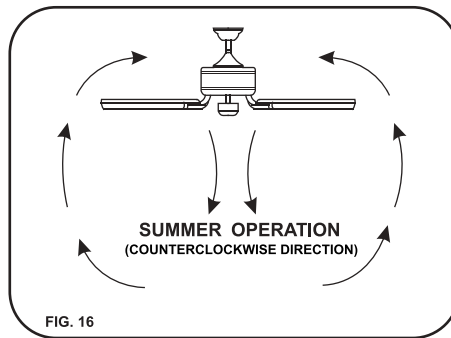 SUMMER OPERATION
(COUNTERCLOCKWISE DIRECTION)
FIG. 16